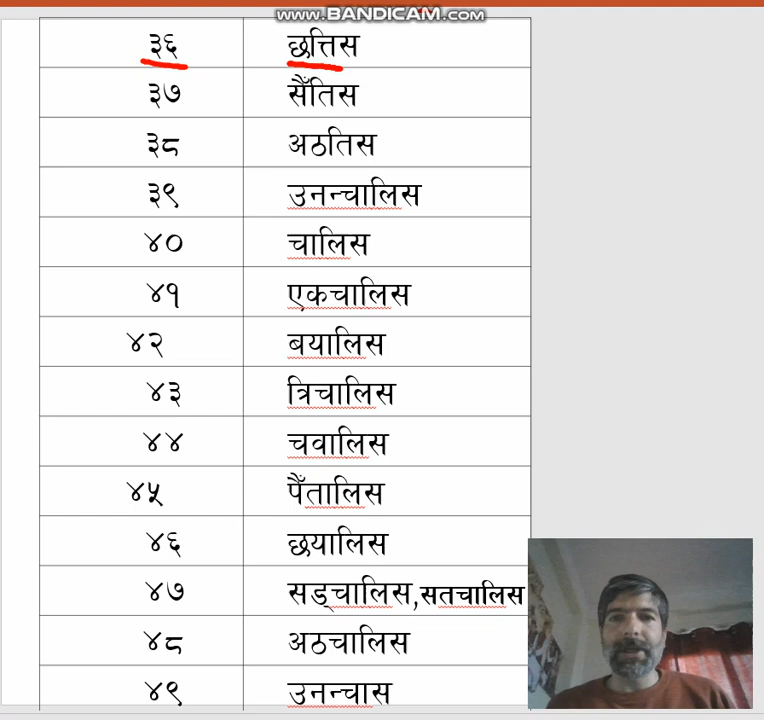 www.BANDICAM.com
३६ छत्तिस
३७ सैँतिस
३८ अठतिस
३९ उनन्चालिस
४० चालिस
४१ एकचालिस
४२ बयालिस
४३ त्रिचालिस
४४ चवालिस
४५ पैँतालिस
४६ छयालिस
४७ सड्चालिस,सतचालिस
४८ अठचालिस
४९ उनन्चास